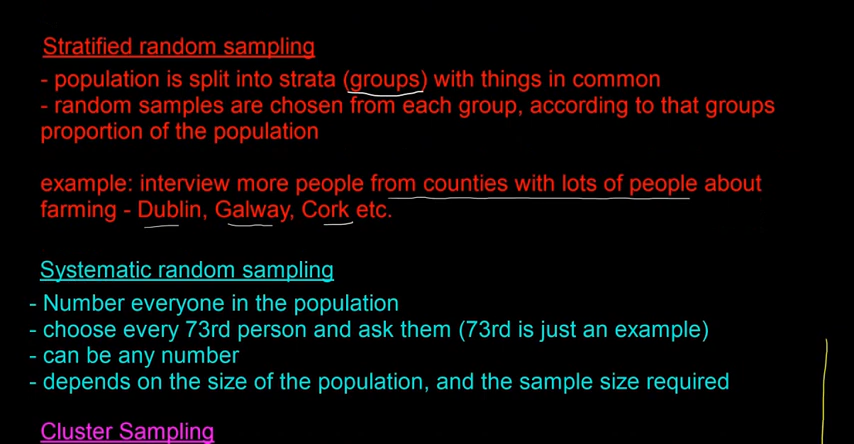 Stratified random sampling
- population is split into strata (groups) with things in common
- random samples are chosen from each group, according to that groups
proportion of the population
example: interview more people from counties with lots of people about
farming - Dublin, Galway, Cork etc.
Systematic random sampling
- Number everyone in the population
- choose every 73rd person and ask them (73rd is just an example)
- can be any number
- depends on the size of the population, and the sample size required
Cluster Sampling